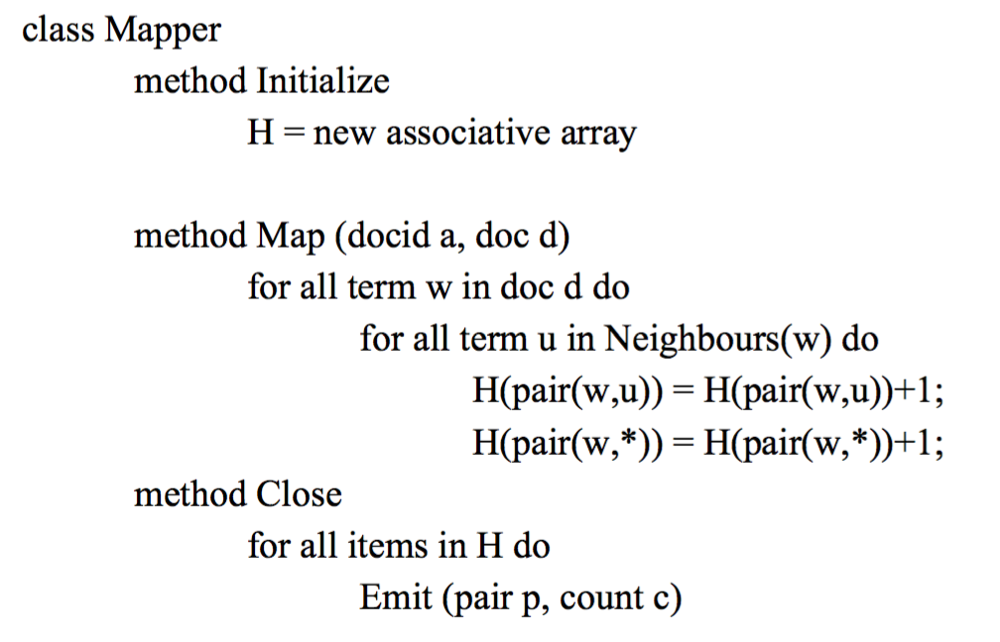 class Mapper
method Initialize
H = new associative array
method Map (docid a, doc d)
for all term w in doc d do
for all term u in Neighbours(w) do
H(pair(w,u)) = H(pair(w,u))+1;
H(pair(w,*)) = H(pair(w,*))+1;
method Close
for all items in H do
Emit (pair p, count c)